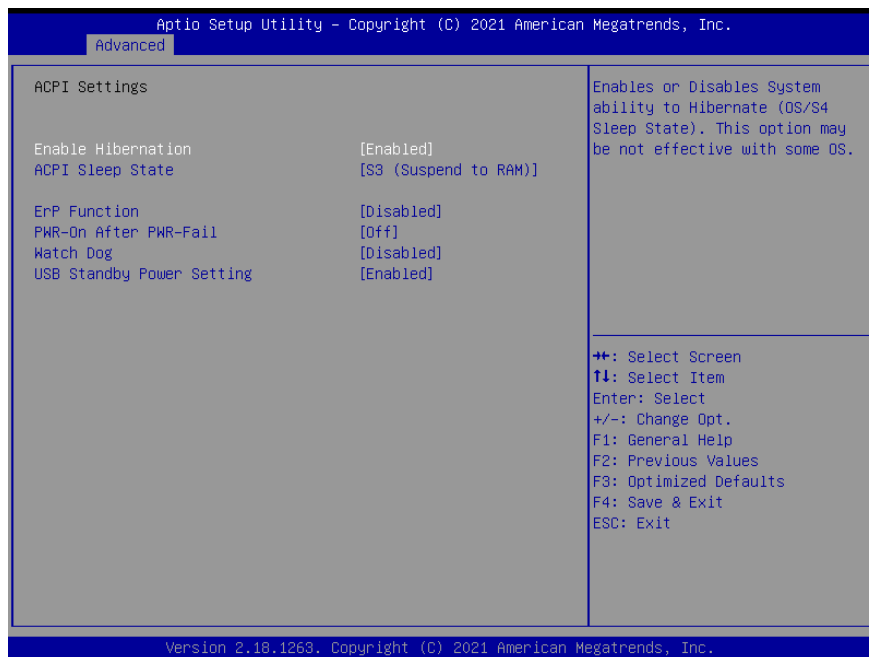 Aptio Setup Utility – Copyright (C) 2021 American Megatrends, Inc.
Advanced
ACPI Settings
Enable Hibernation [Enabled]
ACPI Sleep State [S3 (Suspend to RAM)]
ErP Function [Disabled]
PWR-On After PWR-Fail [Off]
Watch Dog [Disabled]
USB Standby Power Setting [Enabled]
Enables or Disables System
ability to Hibernate (OS/S4
Sleep State). This option may
be not effective with some OS.
→←: Select Screen
↑↓: Select Item
Enter: Select
+/-: Change Opt.
F1: General Help
F2: Previous Values
F3: Optimized Defaults
F4: Save & Exit
ESC: Exit
Version 2.18.1263. Copyright (C) 2021 American Megatrends, Inc.